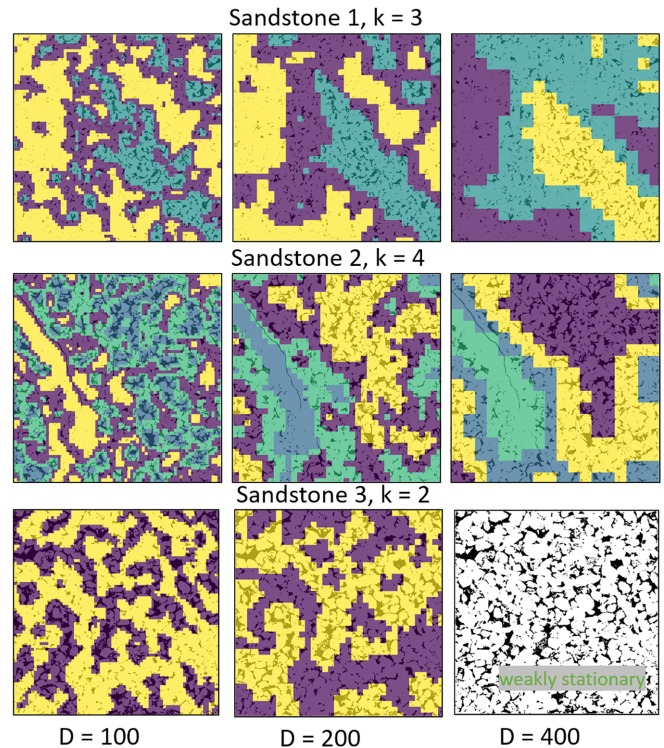 Sandstone 1, k = 3
Sandstone 2, k = 4
Sandstone 3, k = 2
weakly stationary
D = 100
D = 200
D = 400